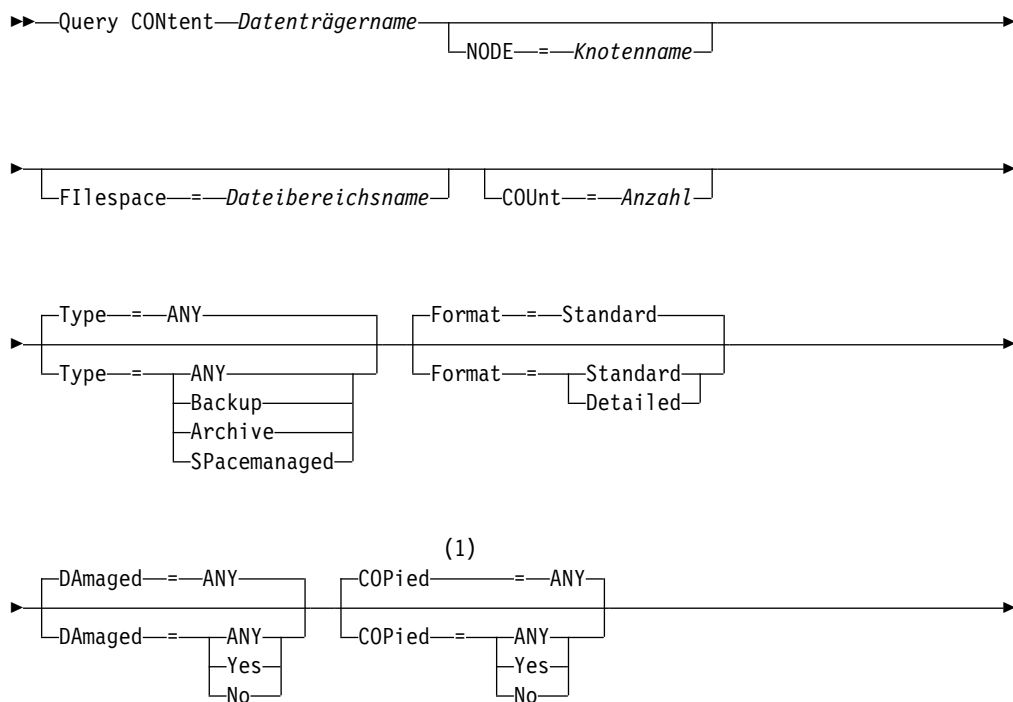 Query CONtent Datenträgername
NODE = Knotenname
FIlespace = Dateibereichsname
COUnt = Anzahl
Type = ANY
Format = Standard
Type = ANY
Backup
Archive
SPacemanaged
Format = Standard
Detailed
(1)
DAmaged = ANY
COPied = ANY
DAmaged = ANY
Yes
No
COPied = ANY
Yes
No